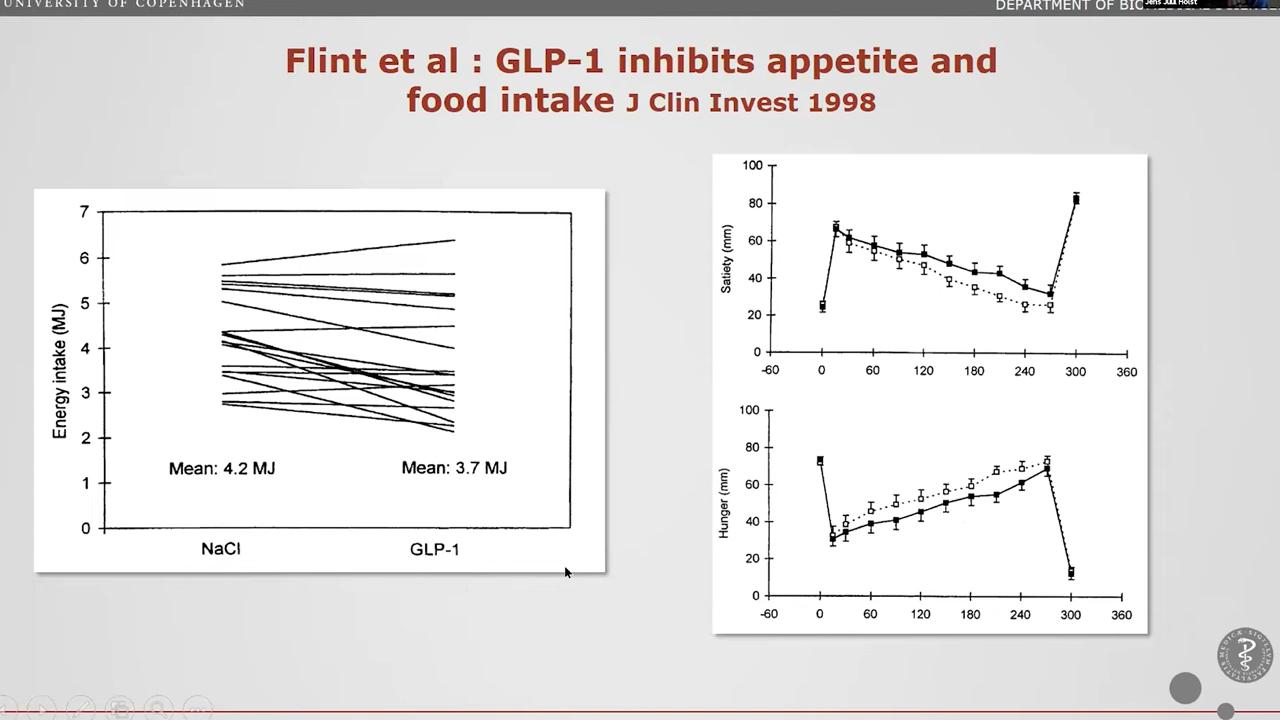 UNIVERSITY OF COPENHAGEN
Jens Juul Holst
Flint et al : GLP-1 inhibits appetite and
food intake J Clin Invest 1998
Energy intake (MJ)
7
6
5
4
3
2
1
0
Mean: 4.2 MJ
Mean: 3.7 MJ
NaCl
GLP-1
Satiety (mm)
100
80
60
40
20
0
-60 0 60 120 180 240 300 360
Hunger (mm)
100
80
60
40
20
0
-60 0 60 120 180 240 300 360